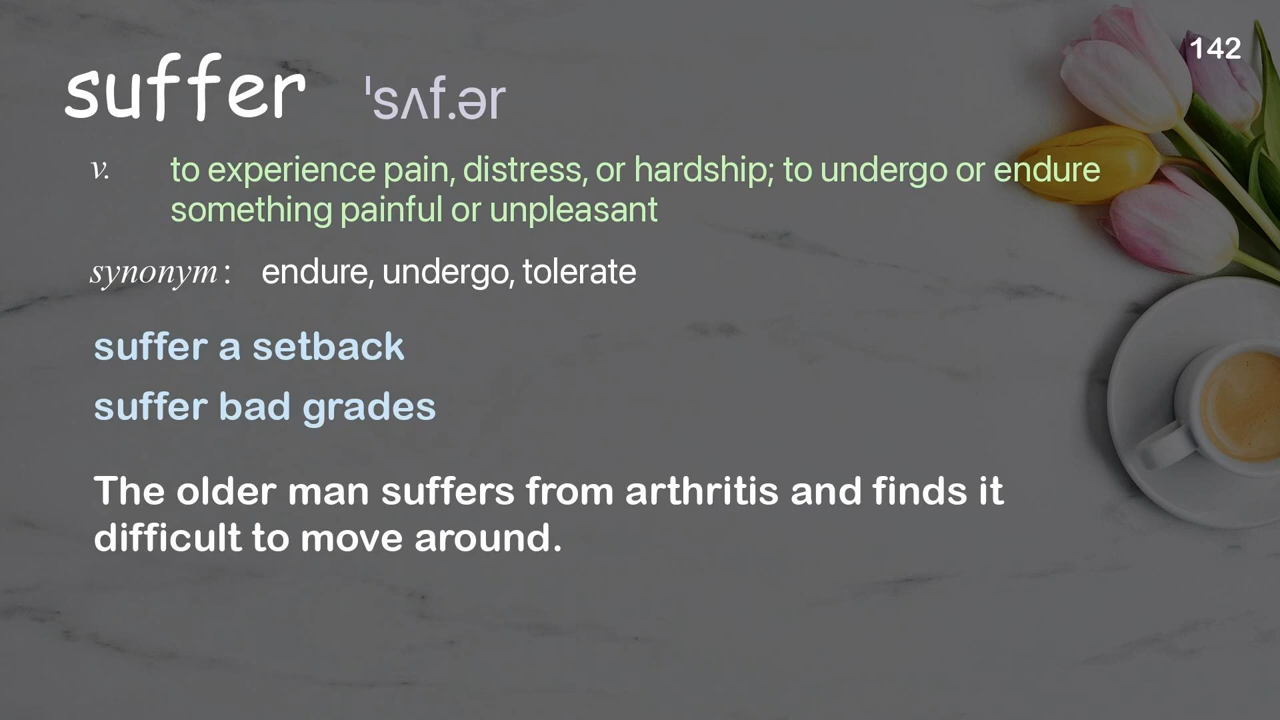 142
suffer ˈsʌf.ər
v. to experience pain, distress, or hardship; to undergo or endure
something painful or unpleasant
synonym: endure, undergo, tolerate
suffer a setback
suffer bad grades
The older man suffers from arthritis and finds it
difficult to move around.